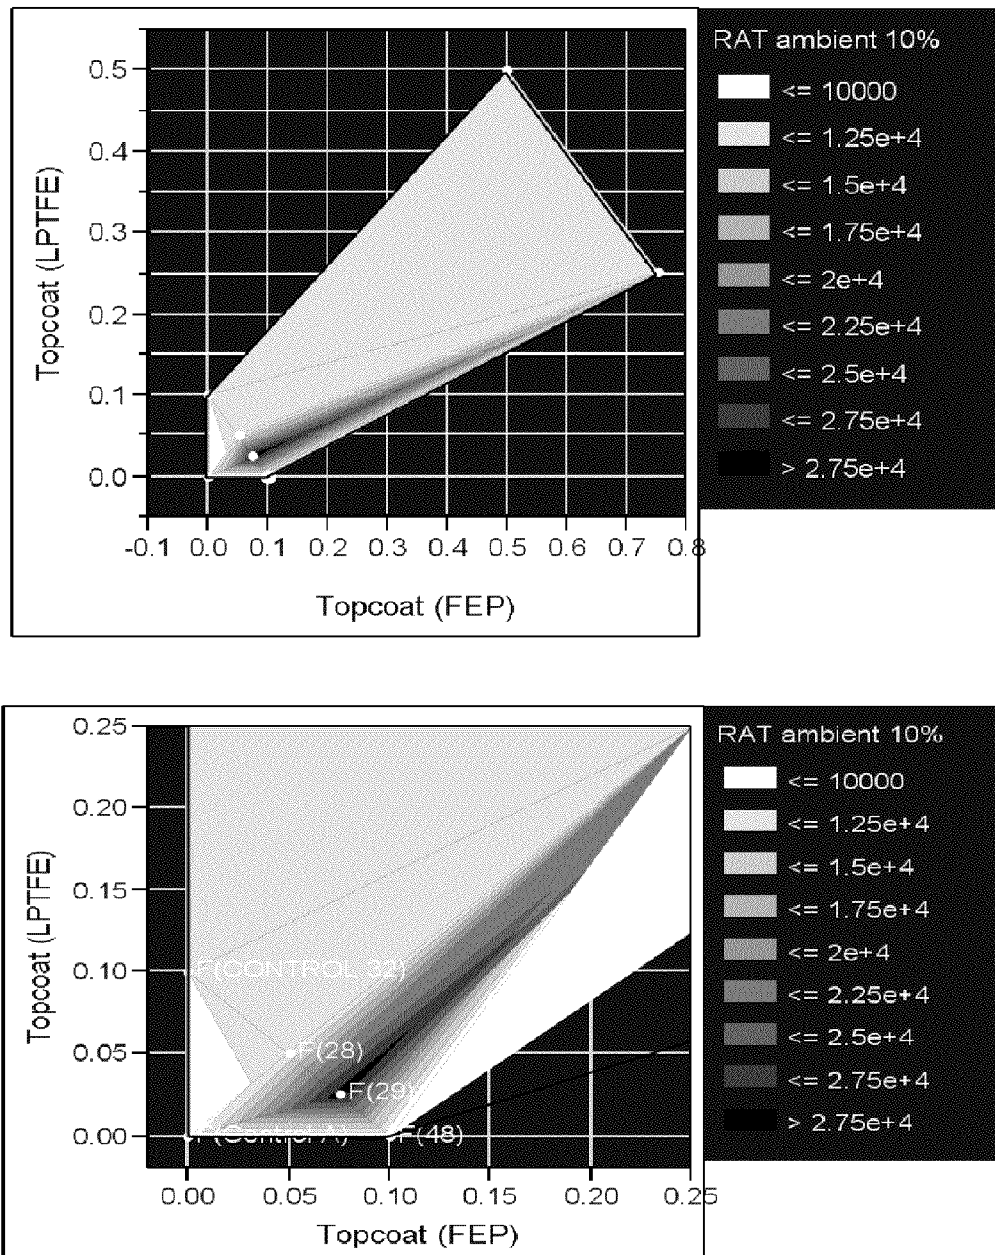 RAT ambient 10%
<= 10000
<= 1.25e+4
<= 1.5e+4
<= 1.75e+4
<= 2e+4
<= 2.25e+4
<= 2.5e+4
<= 2.75e+4
> 2.75e+4
Topcoat (LPTFE)
0.5
0.4
0.3
0.2
0.1
0.0
-0.1 0.0 0.1 0.2 0.3 0.4 0.5 0.6 0.7 0.8
Topcoat (FEP)
RAT ambient 10%
<= 10000
<= 1.25e+4
<= 1.5e+4
<= 1.75e+4
<= 2e+4
<= 2.25e+4
<= 2.5e+4
<= 2.75e+4
> 2.75e+4
Topcoat (LPTFE)
0.25
0.20
0.15
0.10
0.05
0.00
F(CONTROL 32)
F(28)
F(29)
F(Control A)
F(48)
0.00 0.05 0.10 0.15 0.20 0.25
Topcoat (FEP)